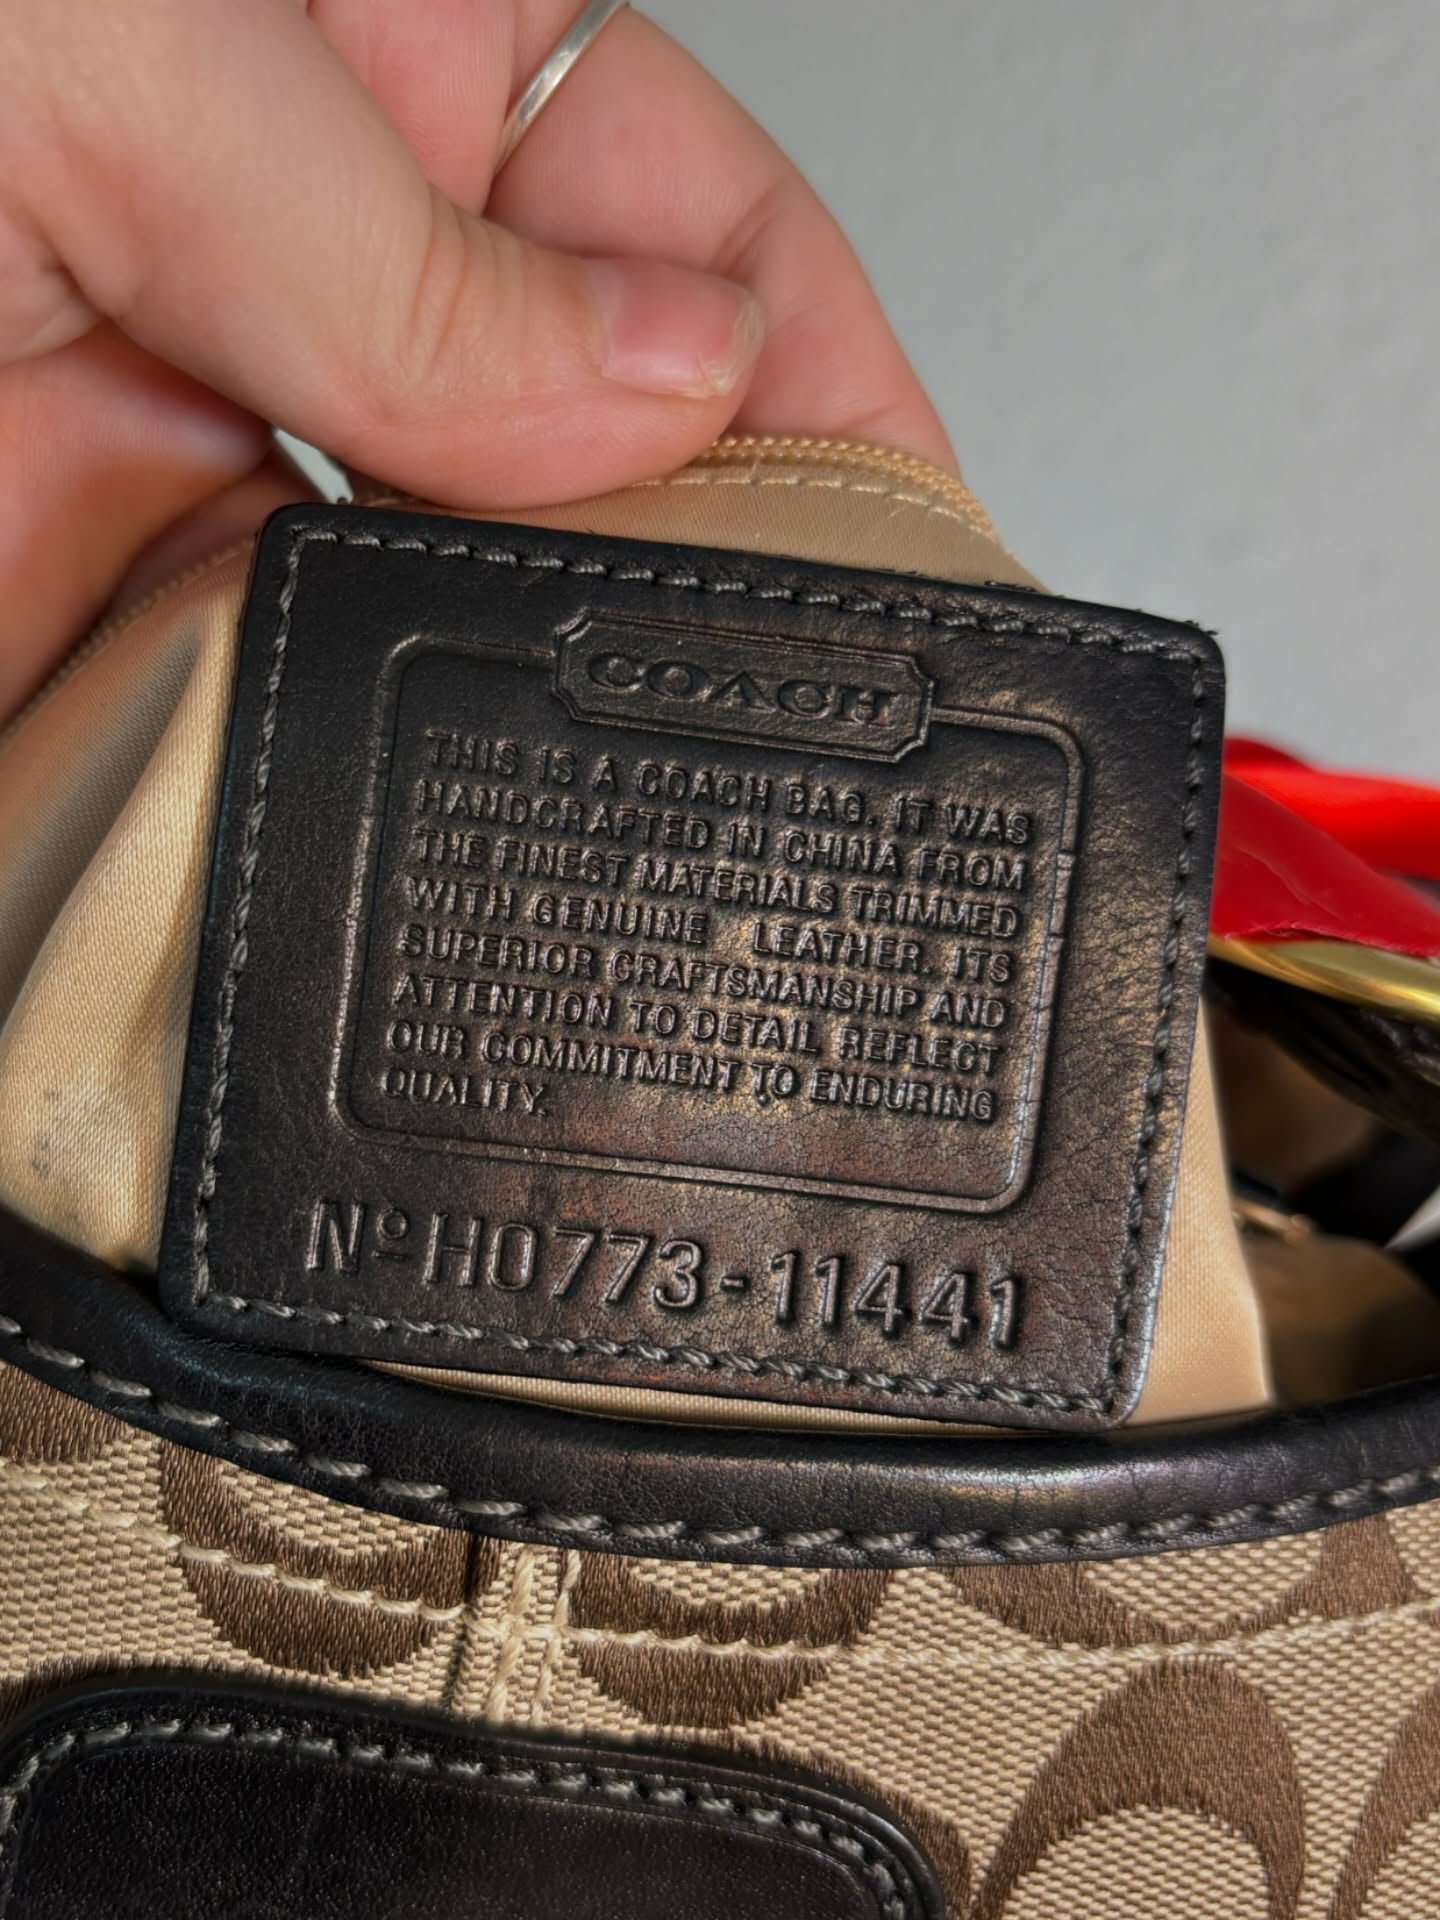 COACH
THIS IS A COACH BAG. IT WAS
HANDCRAFTED IN CHINA FROM
THE FINEST MATERIALS TRIMMED
WITH GENUINE LEATHER. ITS
SUPERIOR CRAFTSMANSHIP AND
ATTENTION TO DETAIL REFLECT
OUR COMMITMENT TO ENDURING
QUALITY.
Nº H0773-11441